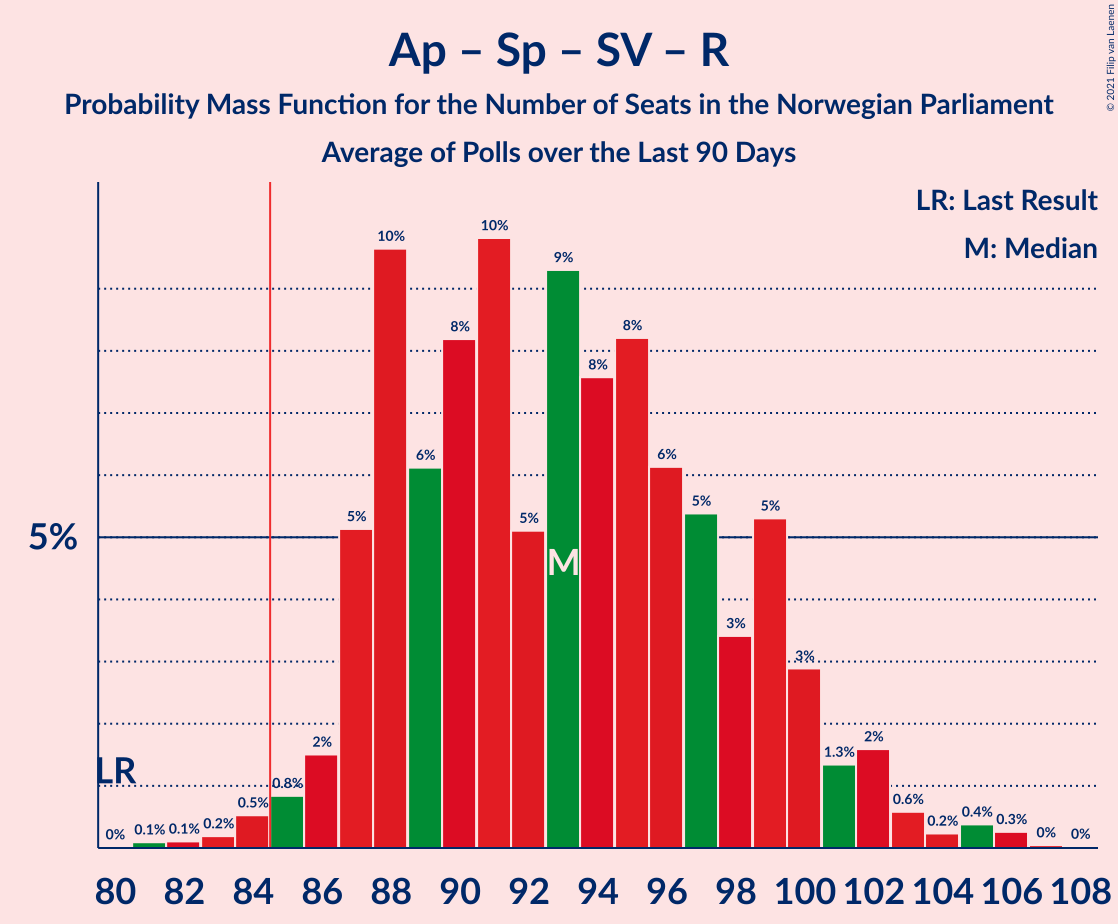 Ap – Sp – SV – R
Probability Mass Function for the Number of Seats in the Norwegian Parliament
Average of Polls over the Last 90 Days
© 2021 Filip van Laenen
LR: Last Result
M: Median
5%
LR
M
0% 0.1% 0.1% 0.2% 0.5% 0.8% 2% 5% 10% 6% 8% 10% 5% 9% 8% 8% 6% 5% 3% 5% 3% 1.3% 2% 0.6% 0.2% 0.4% 0.3% 0% 0%
80 82 84 86 88 90 92 94 96 98 100 102 104 106 108